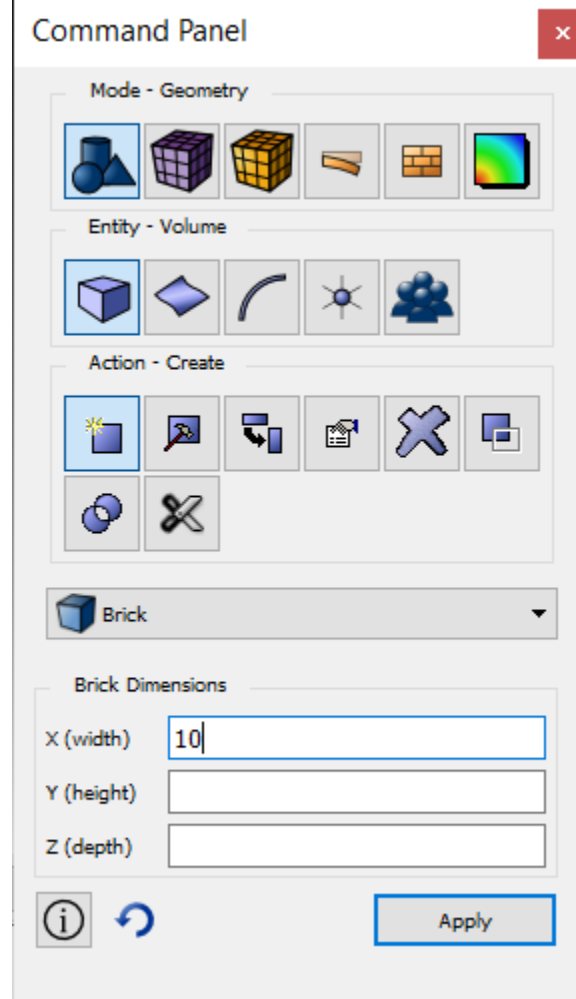 Command Panel
Mode - Geometry
Entity - Volume
Action - Create
Brick
Brick Dimensions
X (width) 10
Y (height)
Z (depth)
Apply